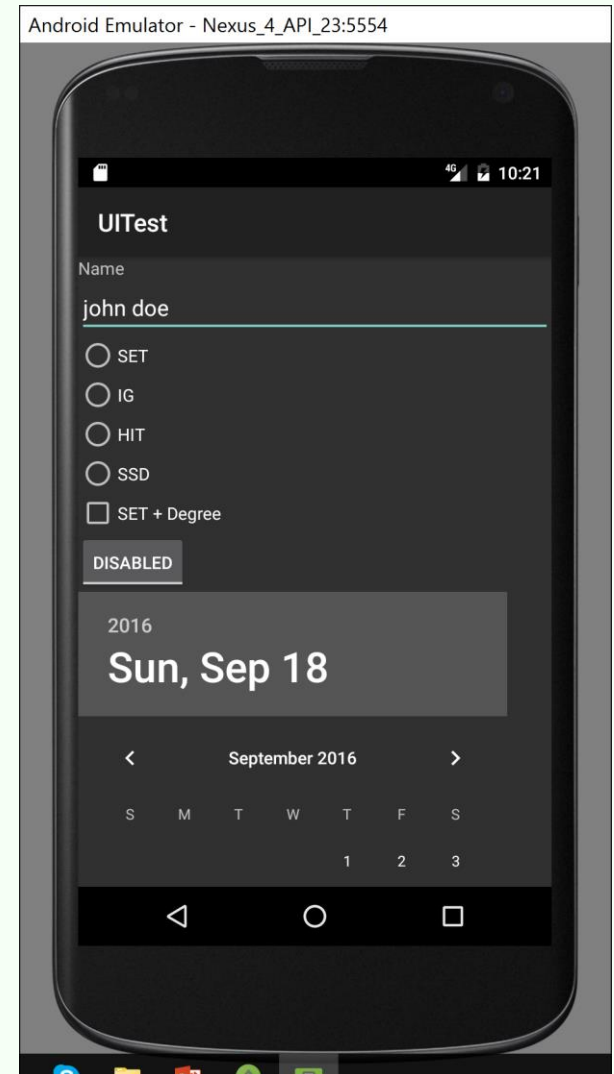 Android Emulator - Nexus_4_API_23:5554
4G 10:21
UITest
Name
john doe
SET
IG
HIT
SSD
SET + Degree
DISABLED
2016
Sun, Sep 18
September 2016
S M T W T F S
1 2 3